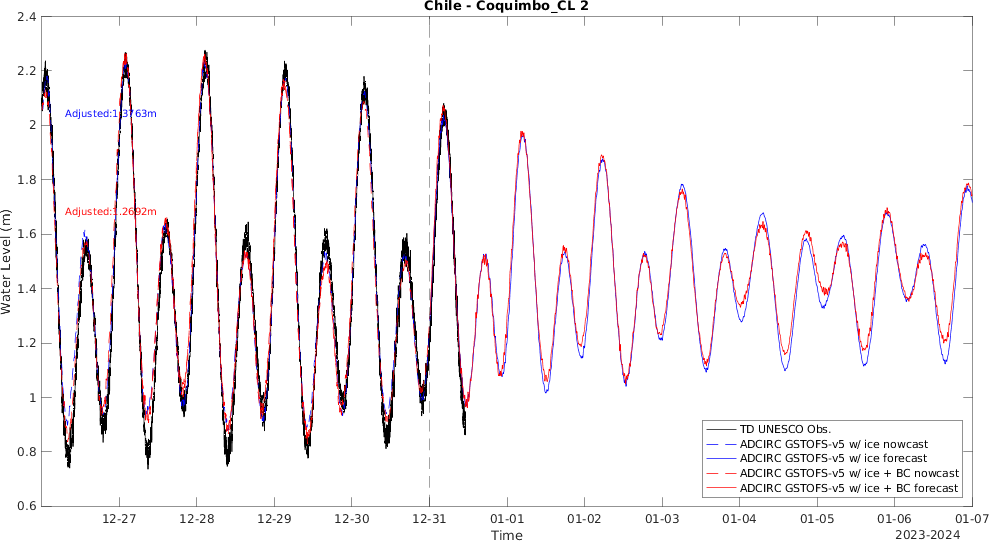 Chile - Coquimbo_CL 2
2.4
2.2
2
1.8
1.6
1.4
1.2
1
0.8
0.6
Water Level (m)
Adjusted:1.3763m
Adjusted:1.2692m
TD UNESCO Obs.
ADCIRC GSTOFS-v5 w/ ice nowcast
ADCIRC GSTOFS-v5 w/ ice forecast
ADCIRC GSTOFS-v5 w/ ice + BC nowcast
ADCIRC GSTOFS-v5 w/ ice + BC forecast
12-27 12-28 12-29 12-30 12-31 01-01 01-02 01-03 01-04 01-05 01-06 01-07
Time
2023-2024